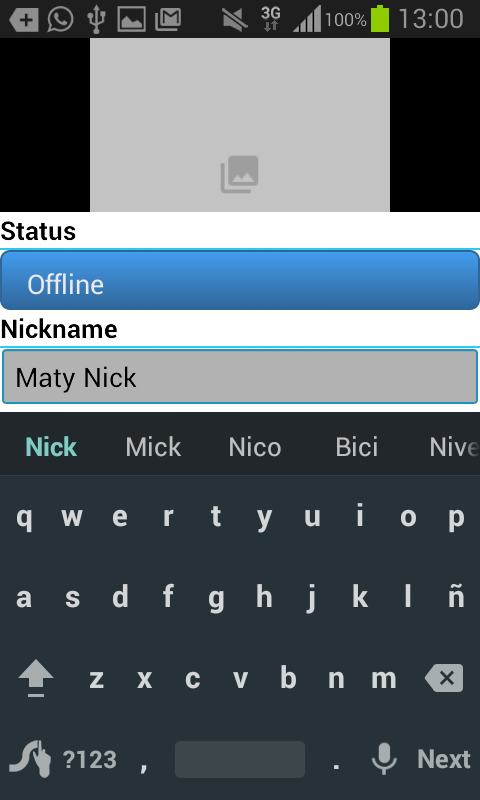 3G 100% 13:00
Status
Offline
Nickname
Maty Nick
Nick Mick Nico Bici Nive
q w e r t y u i o p
a s d f g h j k l ñ
z x c v b n m
?123 , . Next